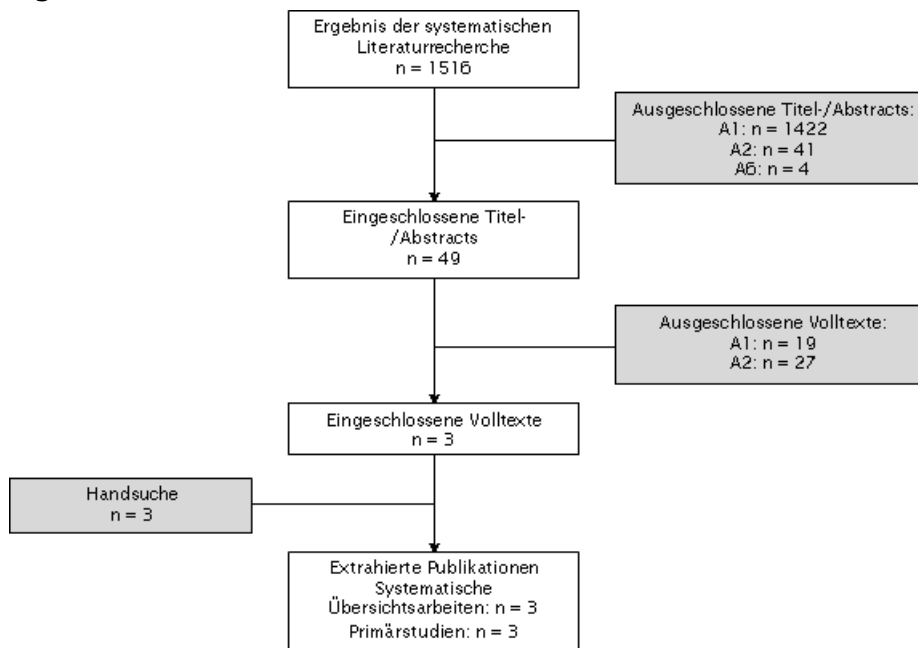 Ergebnis der systematischen
Literaturrecherche
n = 1516
Ausgeschlossene Titel-/Abstracts:
A1: n = 1422
A2: n = 41
A6: n = 4
Eingeschlossene Titel-
/Abstracts
n = 49
Ausgeschlossene Volltexte:
A1: n = 19
A2: n = 27
Eingeschlossene Volltexte
n = 3
Handsuche
n = 3
Extrahierte Publikationen
Systematische
Übersichtsarbeiten: n = 3
Primärstudien: n = 3